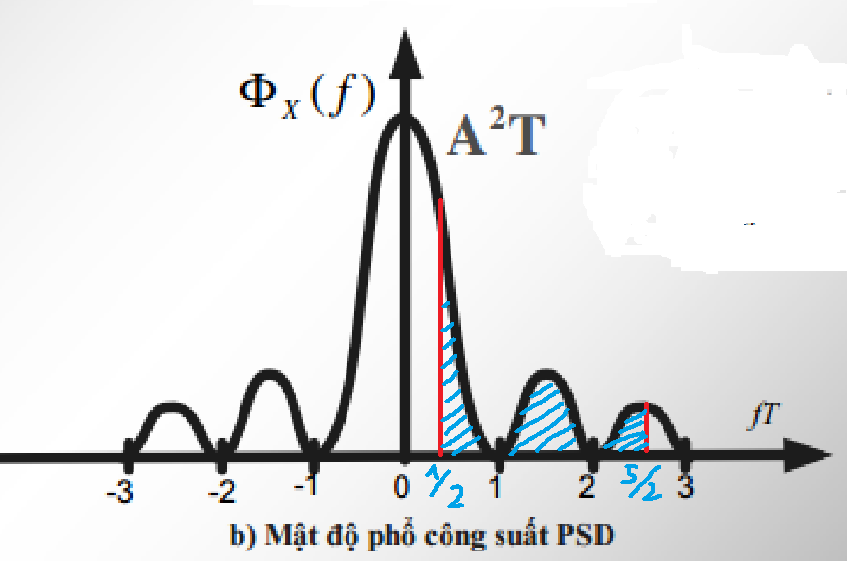 Φ_X(f)
A²T
fT
-3 -2 -1 0 1/2 1 2 5/2 3
b) Mật độ phổ công suất PSD